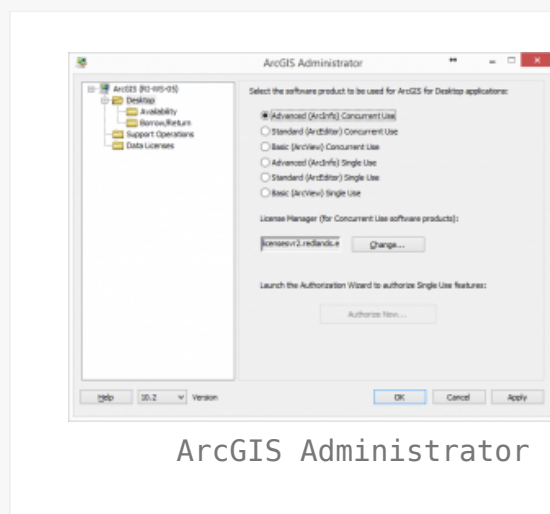 ArcGIS Administrator
ArcGIS (RJ-WS-05)
Desktop
Availability
Borrow/Return
Support Operations
Data Licenses
Select the software product to be used for ArcGIS for Desktop applications:
Advanced (ArcInfo) Concurrent Use
Standard (ArcEditor) Concurrent Use
Basic (ArcView) Concurrent Use
Advanced (ArcInfo) Single Use
Standard (ArcEditor) Single Use
Basic (ArcView) Single Use
License Manager (for Concurrent Use software products):
licensesvr2.redlands.e
Change...
Launch the Authorization Wizard to authorize Single Use features:
Authorize Now...
Help 10.2 Version OK Cancel Apply
ArcGIS Administrator